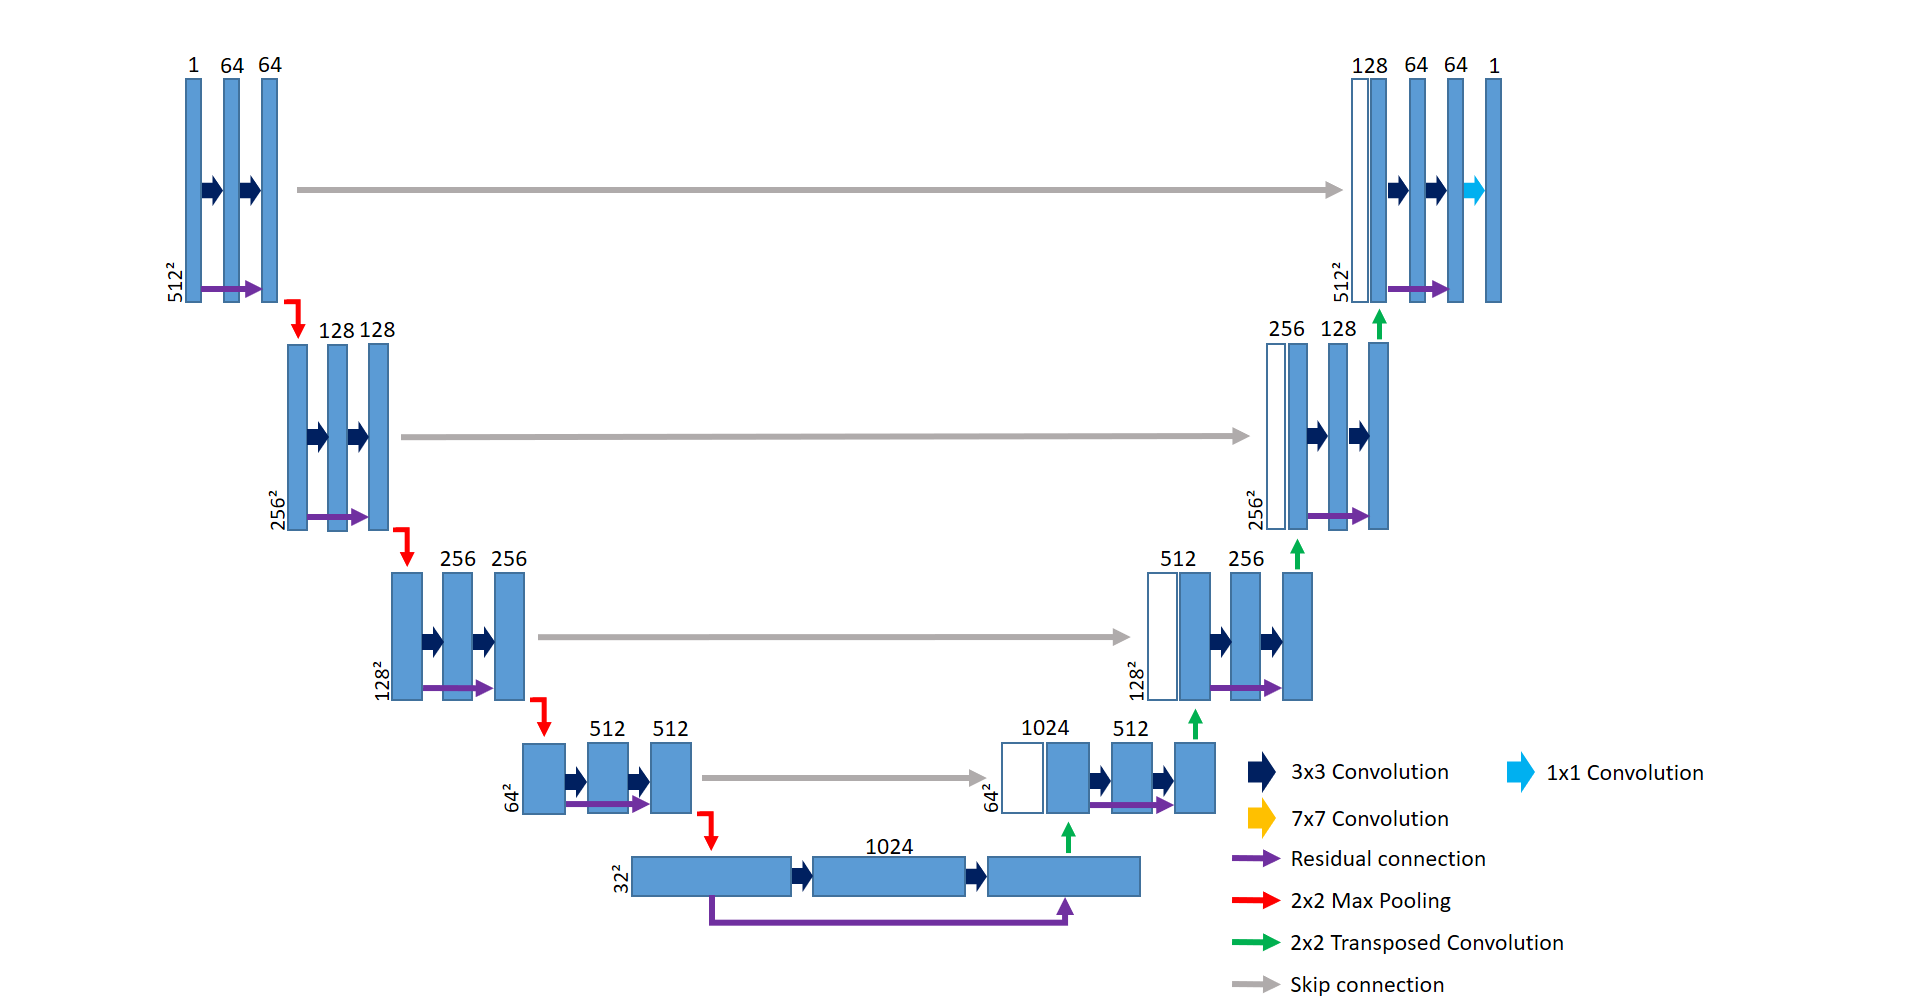 1 64 64
128 64 64 1
512²
512²
128 128
256 128
256²
256²
256 256
512 256
128²
128²
512 512
1024 512
64²
64²
1024
32²
3x3 Convolution
1x1 Convolution
7x7 Convolution
Residual connection
2x2 Max Pooling
2x2 Transposed Convolution
Skip connection